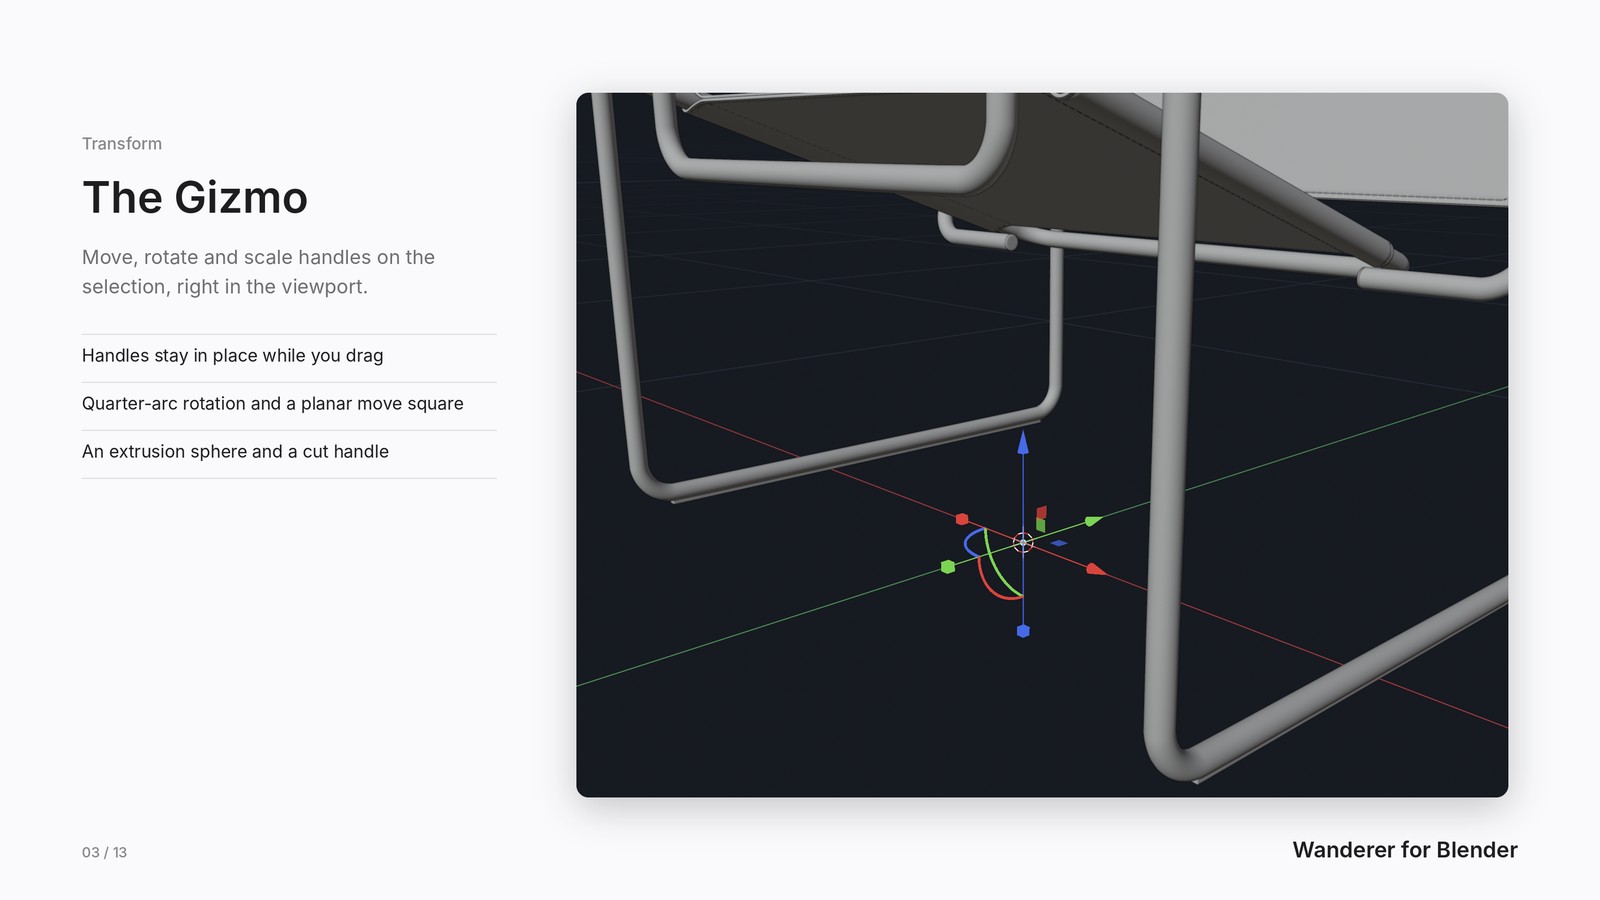 Transform
The Gizmo
Move, rotate and scale handles on the
selection, right in the viewport.
Handles stay in place while you drag
Quarter-arc rotation and a planar move square
An extrusion sphere and a cut handle
03 / 13
Wanderer for Blender